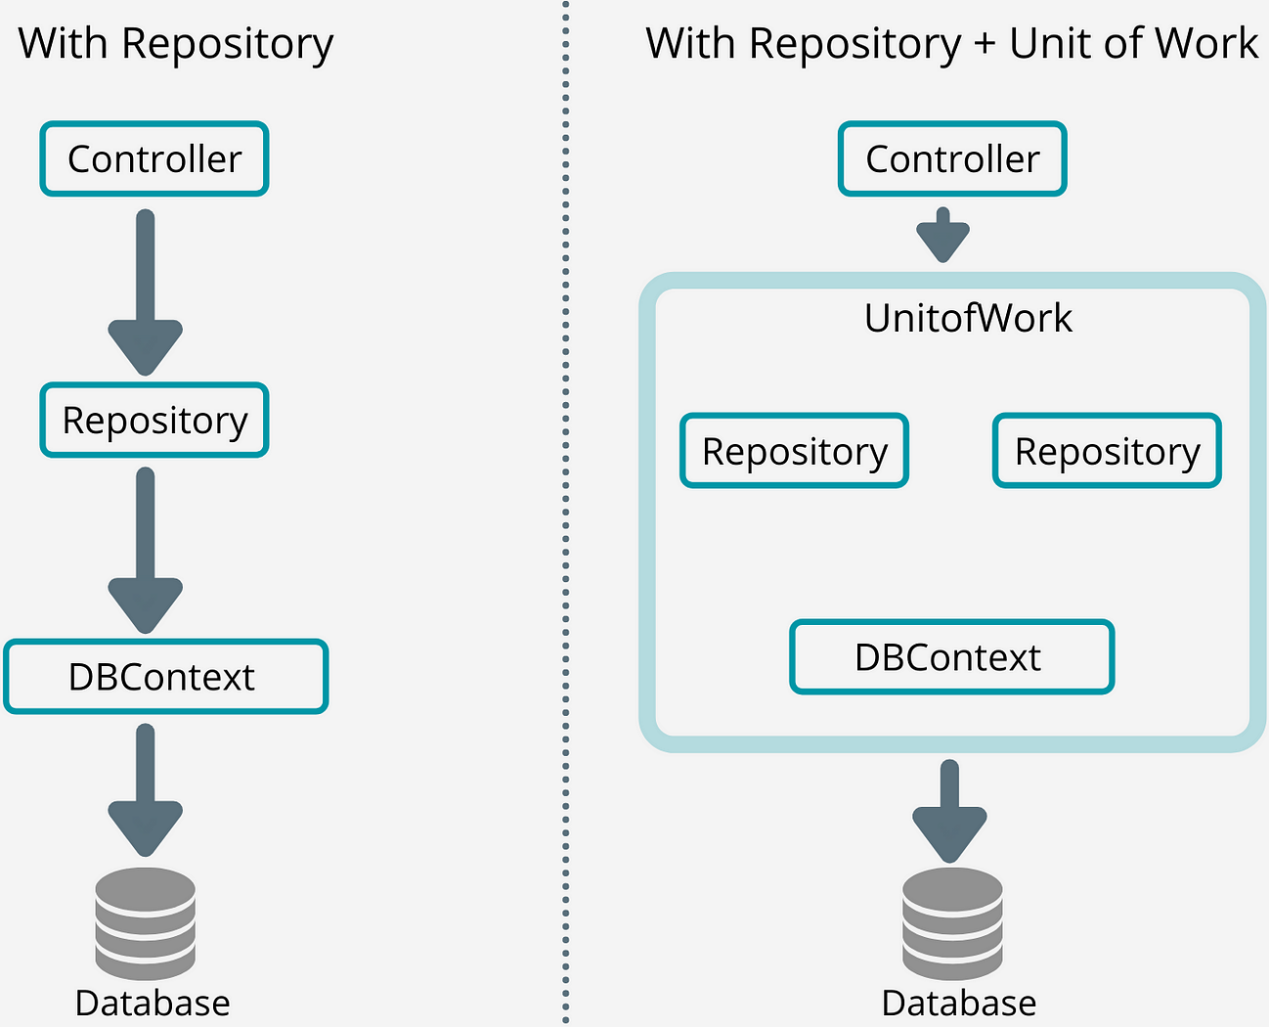 With Repository
Controller
Repository
DBContext
Database
With Repository + Unit of Work
Controller
UnitofWork
Repository
Repository
DBContext
Database